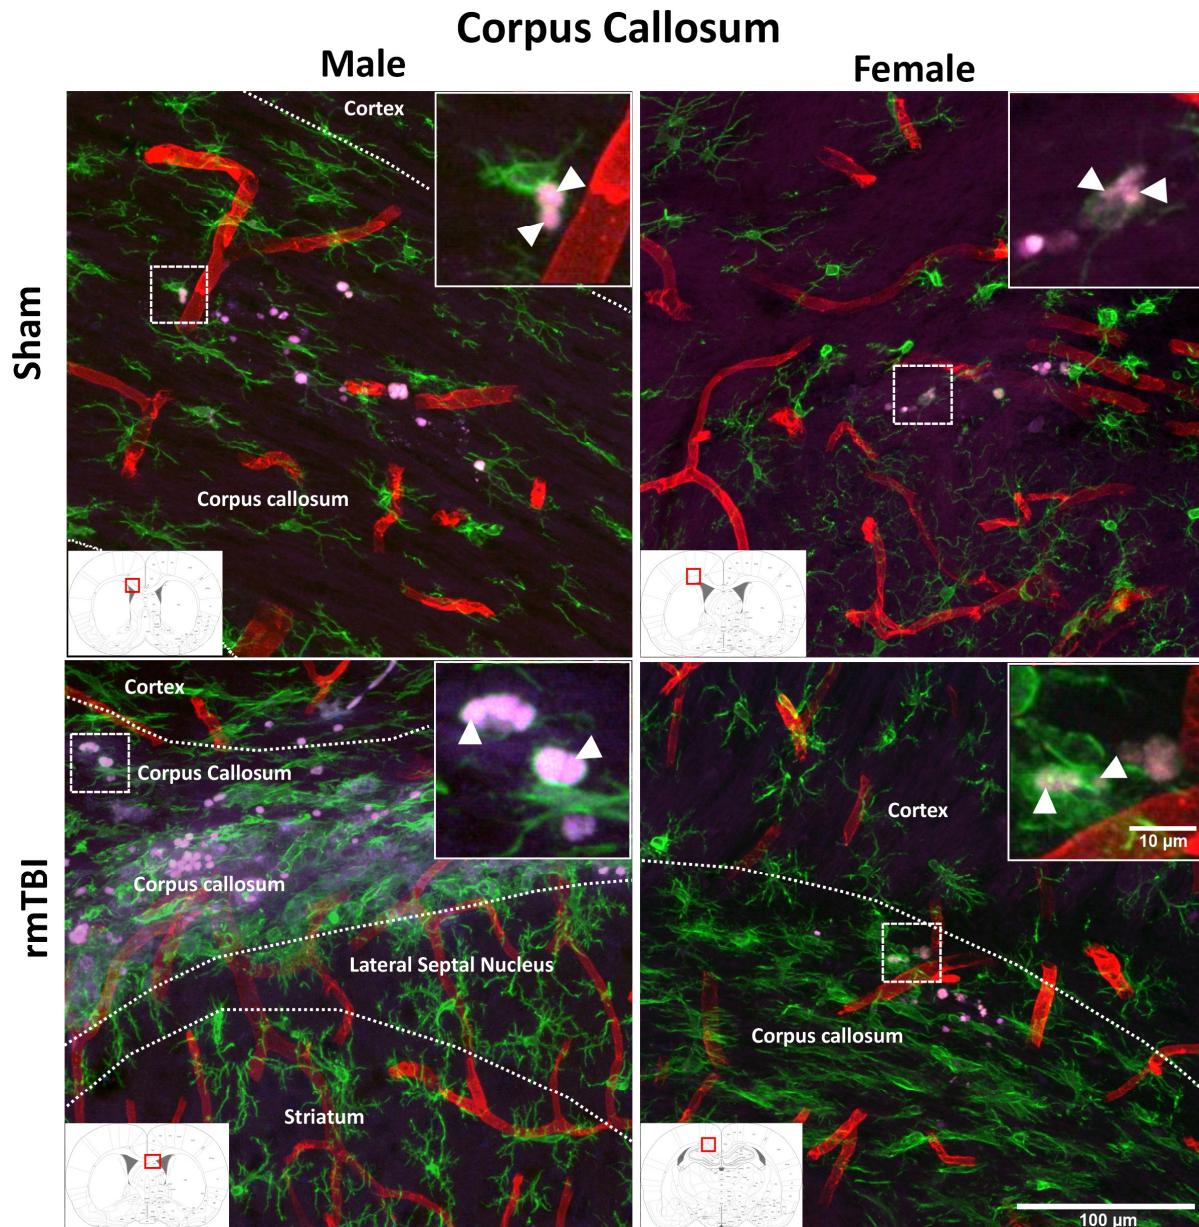 Corpus Callosum
Male
Female
Sham
Cortex
Corpus callosum
rmTBI
Cortex
Corpus Callosum
Corpus callosum
Lateral Septal Nucleus
Striatum
10 µm
Cortex
Corpus callosum
100 µm